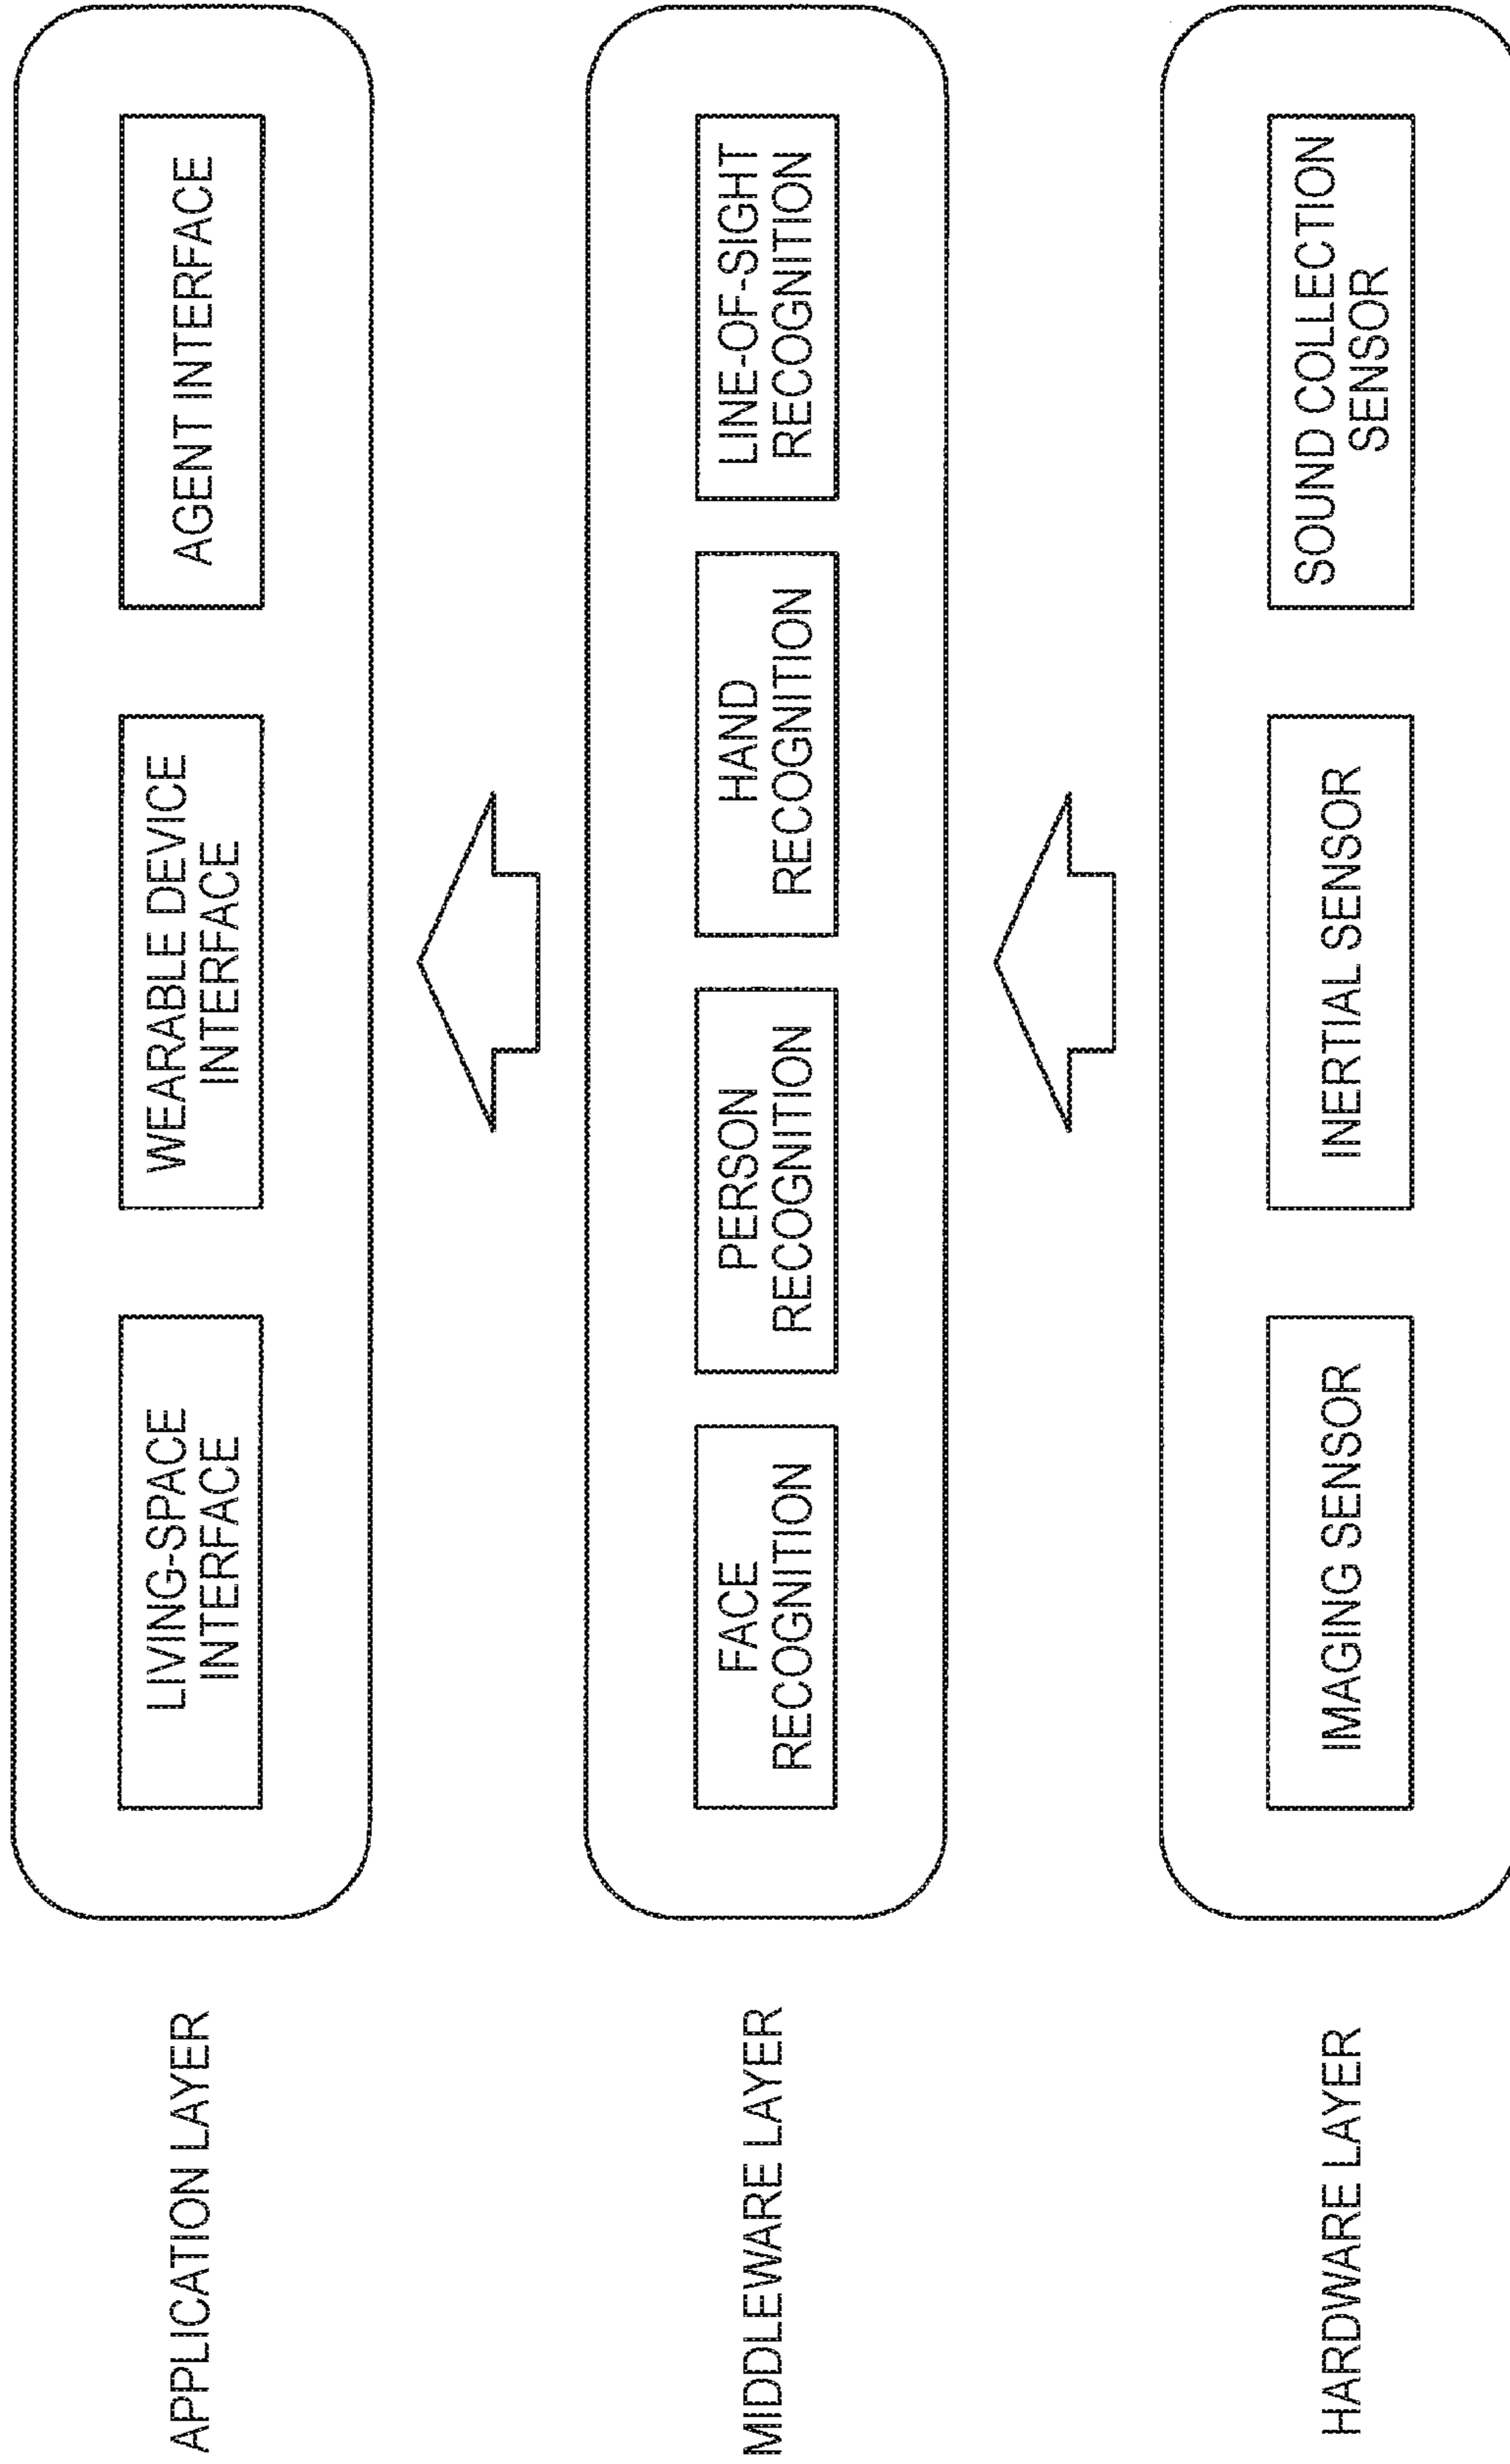 APPLICATION LAYER
LIVING-SPACE
INTERFACE
WEARABLE DEVICE
INTERFACE
AGENT INTERFACE
MIDDLEWARE LAYER
FACE
RECOGNITION
PERSON
RECOGNITION
HAND
RECOGNITION
LINE-OF-SIGHT
RECOGNITION
HARDWARE LAYER
IMAGING SENSOR
INERTIAL SENSOR
SOUND COLLECTION
SENSOR